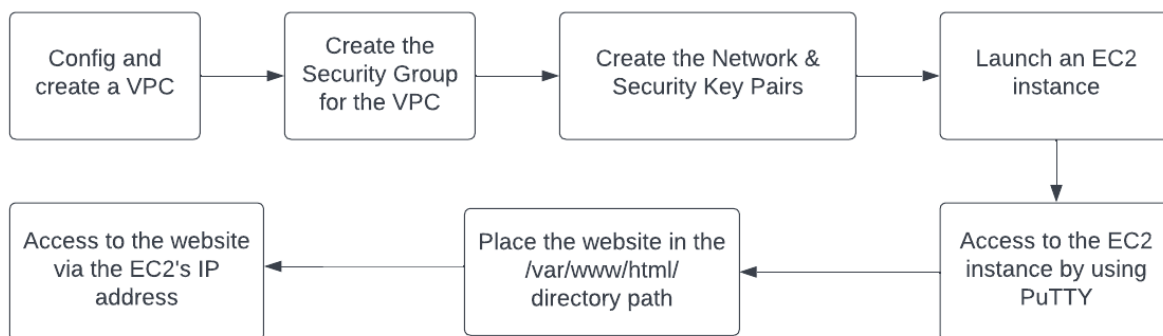 Config and
create a VPC
Create the
Security Group
for the VPC
Create the Network &
Security Key Pairs
Launch an EC2
instance
Access to the EC2
instance by using
PuTTY
Place the website in the
/var/www/html/
directory path
Access to the website
via the EC2's IP
address